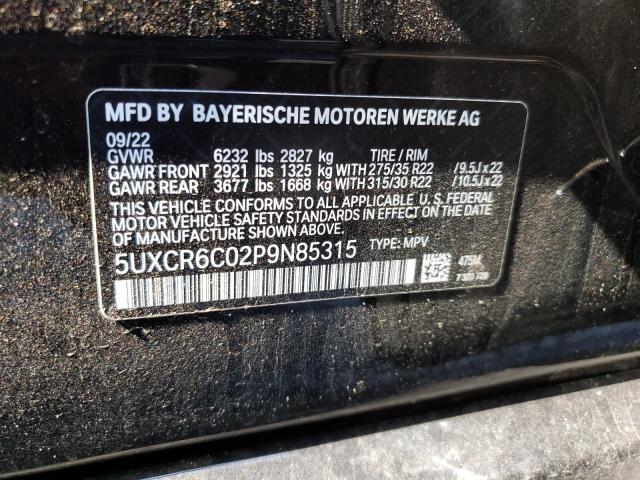 MFD BY BAYERISCHE MOTOREN WERKE AG
09/22
GVWR 6232 lbs 2827 kg TIRE / RIM
GAWR FRONT 2921 lbs 1325 kg WITH 275/35 R22 / 9.5J x 22
GAWR REAR 3677 lbs 1668 kg WITH 315/30 R22 / 10.5J x 22
THIS VEHICLE CONFORMS TO ALL APPLICABLE U. S. FEDERAL
MOTOR VEHICLE SAFETY STANDARDS IN EFFECT ON THE DATE
OF MANUFACTURE SHOWN ABOVE.
5UXCR6C02P9N85315 TYPE: MPV
475M